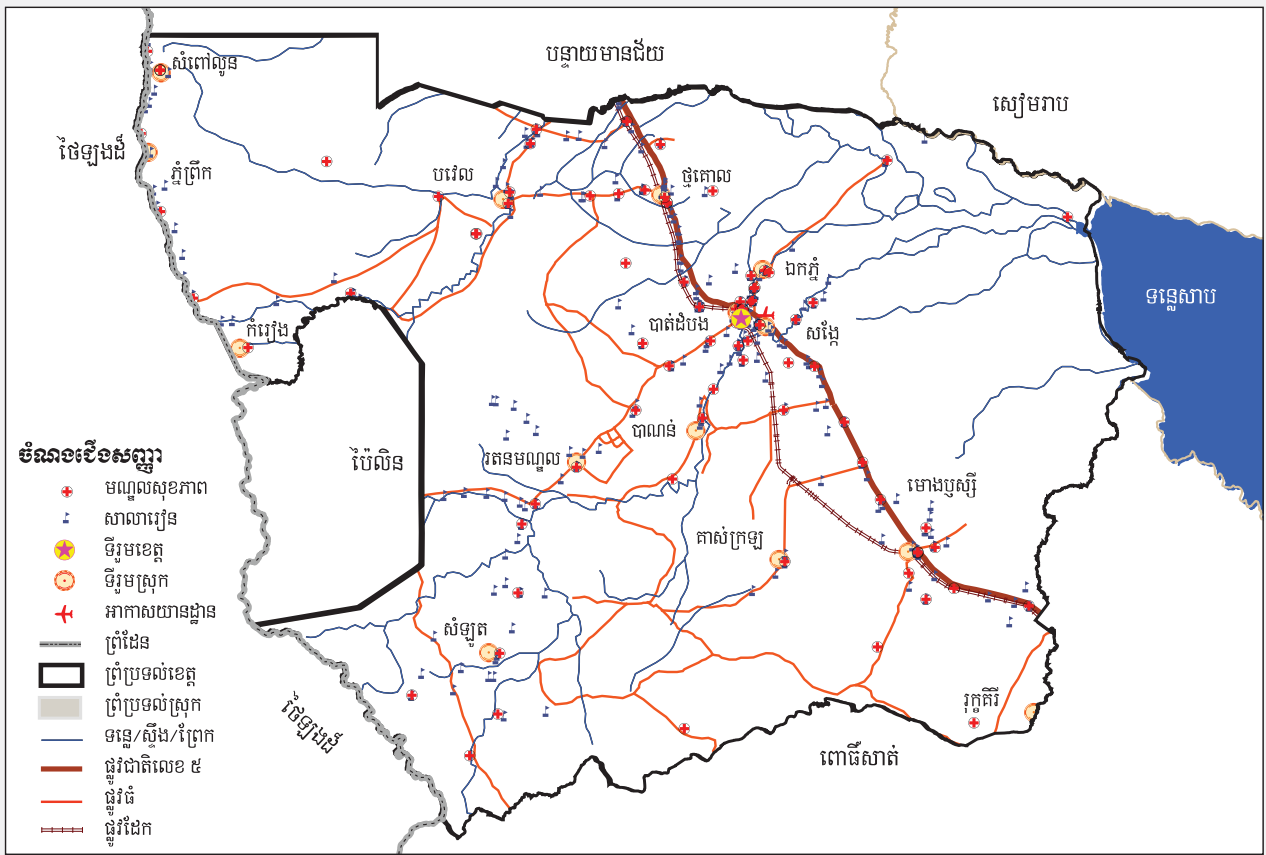 បន្ទាយមានជ័យ
សំពៅលូន
សៀមរាប
ថៃឡងដ៍
ភ្នំព្រឹក
បវេល
ថ្មគោល
ឯកភ្នំ
ទន្លេសាប
កំរៀង
បាត់ដំបង
សង្កែ
បាណន់
ប៉ៃលិន
រតនមណ្ឌល
មោងឫស្សី
គាស់ក្រឡ
សំឡូត
រុក្ខគិរី
ថៃឡងដ៍
ពោធិ៍សាត់
ចំណងជើងសញ្ញា
មណ្ឌលសុខភាព
សាលារៀន
ទីរួមខេត្ត
ទីរួមស្រុក
អាកាសយានដ្ឋាន
ព្រំដែន
ព្រំប្រទល់ខេត្ត
ព្រំប្រទល់ស្រុក
ទន្លេ/ស្ទឹង/ព្រែក
ផ្លូវជាតិលេខ ៥
ផ្លូវធំ
ផ្លូវដែក